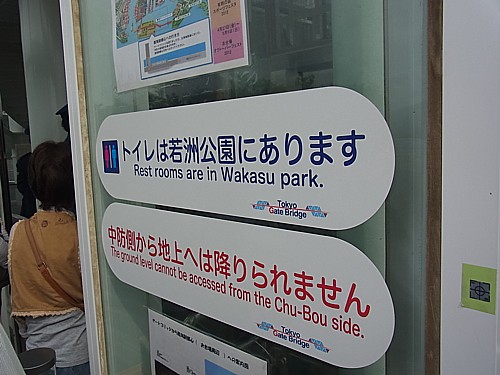 トイレは若洲公園にあります
Rest rooms are in Wakasu park.
Tokyo
Gate Bridge
中防側から地上へは降りられません
The ground level cannot be accessed from the Chu-Bou side.
Tokyo
Gate Bridge